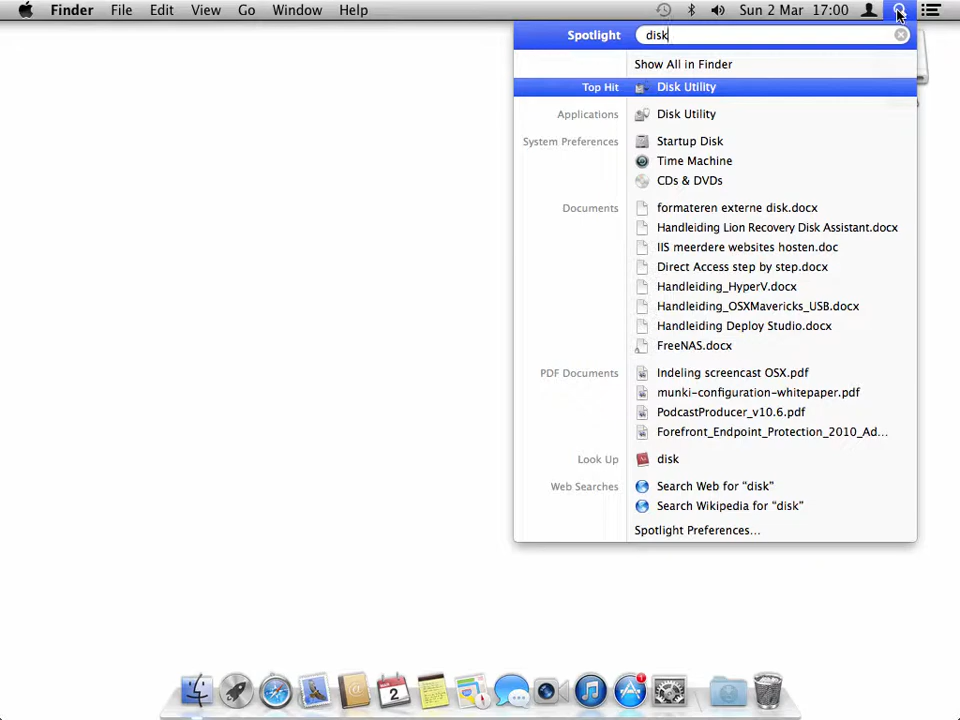 Finder File Edit View Go Window Help Sun 2 Mar 17:00
Spotlight disk
Show All in Finder
Top Hit Disk Utility
Applications Disk Utility
System Preferences Startup Disk
Time Machine
CDs & DVDs
Documents formateren externe disk.docx
Handleiding Lion Recovery Disk Assistant.docx
IIS meerdere websites hosten.doc
Direct Access step by step.docx
Handleiding_HyperV.docx
Handleiding_OSXMavericks_USB.docx
Handleiding Deploy Studio.docx
FreeNAS.docx
PDF Documents Indeling screencast OSX.pdf
munki-configuration-whitepaper.pdf
PodcastProducer_v10.6.pdf
Forefront_Endpoint_Protection_2010_Ad...
Look Up disk
Web Searches Search Web for “disk”
Search Wikipedia for “disk”
Spotlight Preferences...
2
1